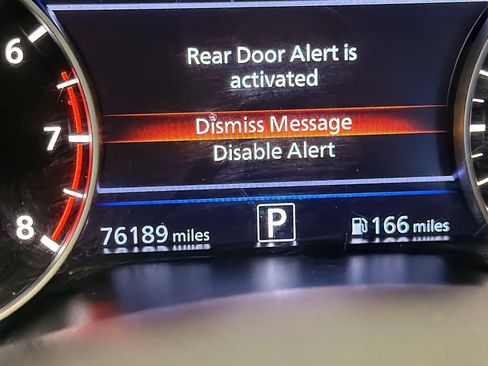 Rear Door Alert is
activated
Dismiss Message
Disable Alert
6
7
8
76189 miles
P
166 miles